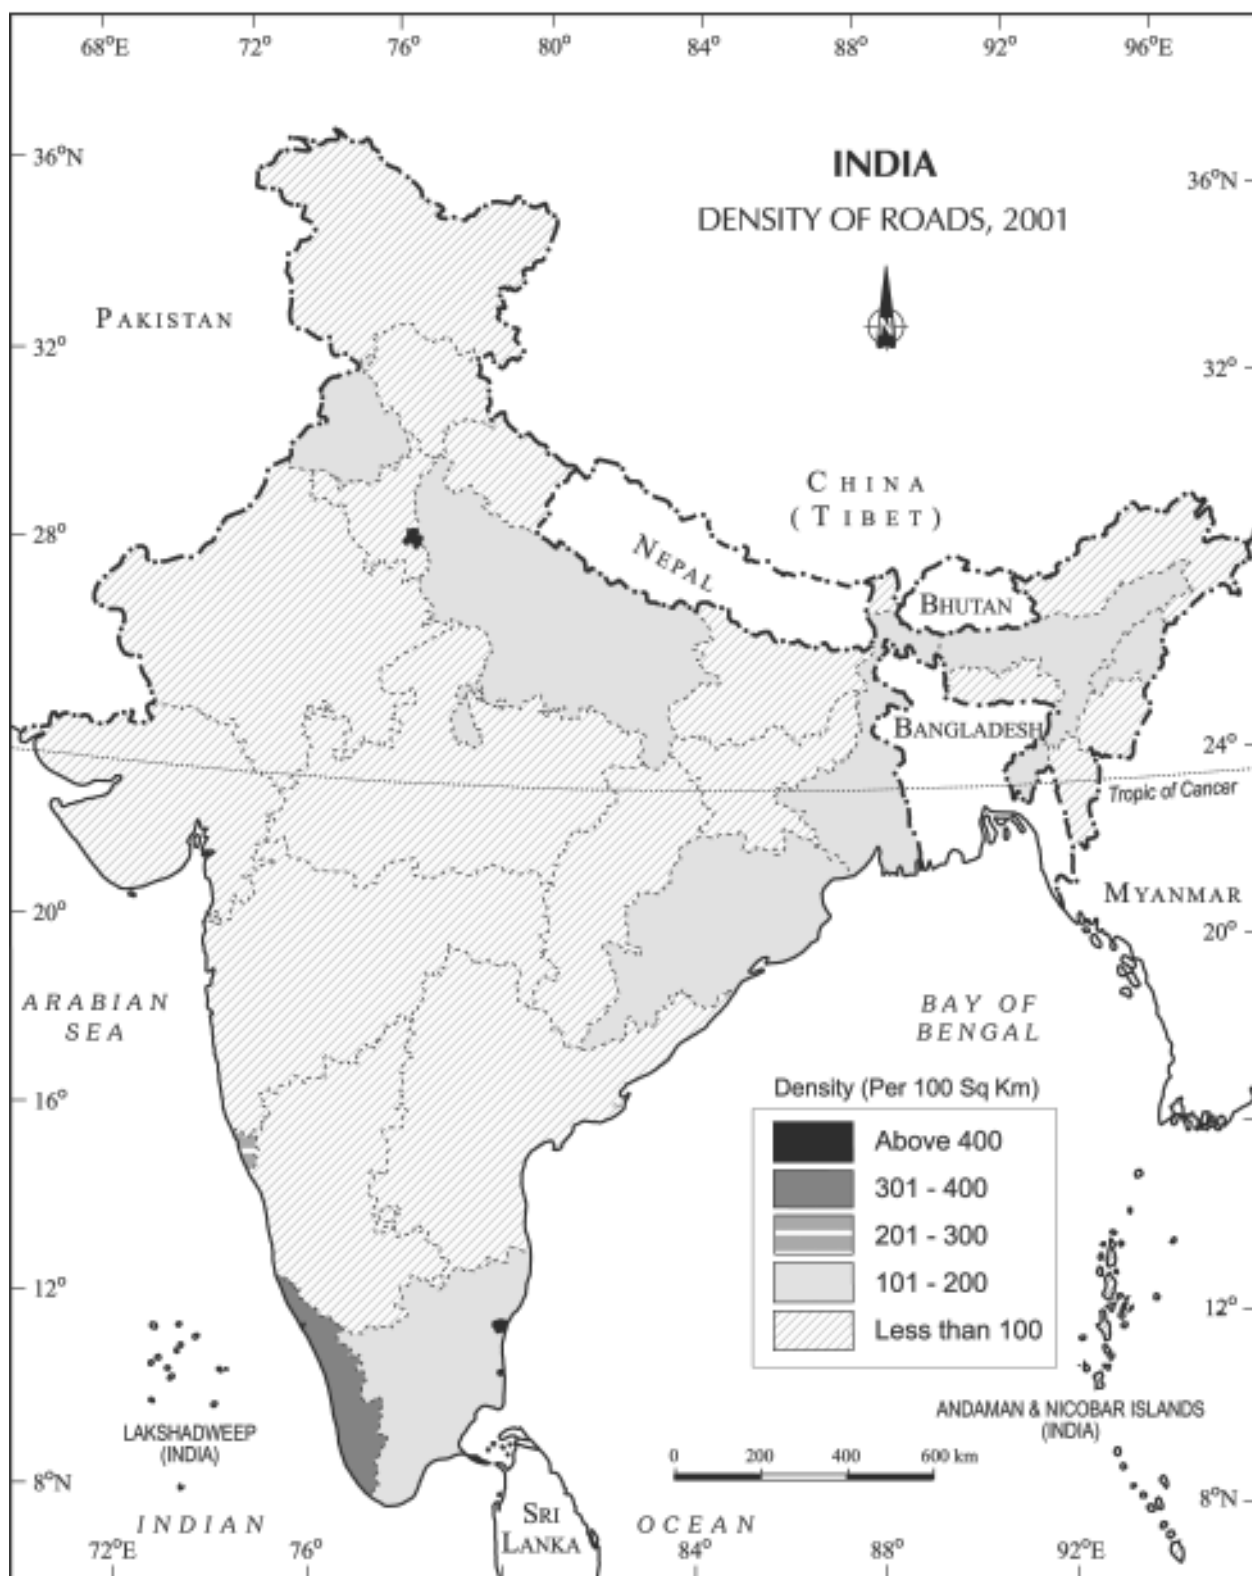 68°E 72° 76° 80° 84° 88° 92° 96°E
INDIA
DENSITY OF ROADS, 2001
36°N
36°N
N
PAKISTAN
32°
32°
CHINA
(TIBET)
28°
28°
NEPAL
BHUTAN
BANGLADESH
24°
Tropic of Cancer
MYANMAR
20°
20°
ARABIAN
SEA
BAY OF
BENGAL
16°
Density (Per 100 Sq Km)
Above 400
301 - 400
201 - 300
101 - 200
Less than 100
12°
12°
LAKSHADWEEP
(INDIA)
ANDAMAN & NICOBAR ISLANDS
(INDIA)
0 200 400 600 km
8°N
8°N
SRI
LANKA
INDIAN OCEAN
72°E 76° 84° 88° 92°E